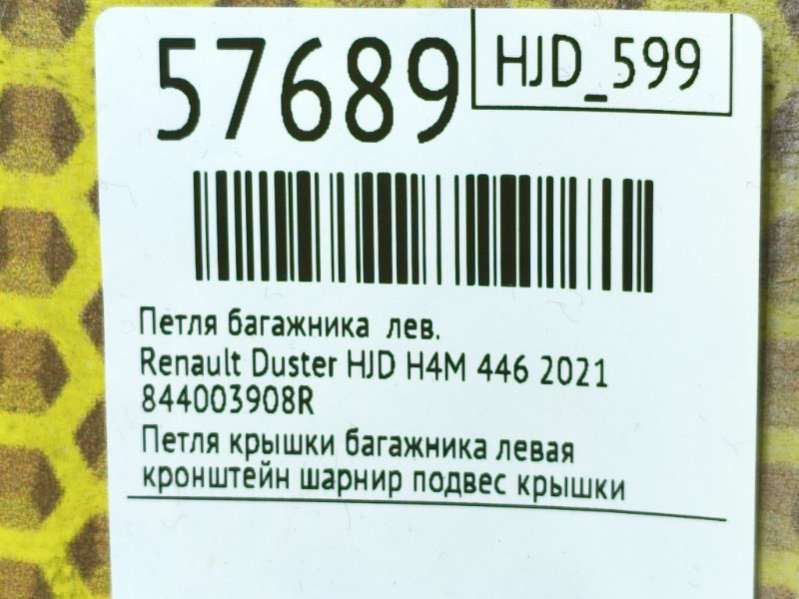 57689
HJD_599
Петля багажника лев.
Renault Duster HJD H4M 446 2021
844003908R
Петля крышки багажника левая
кронштейн шарнир подвес крышки